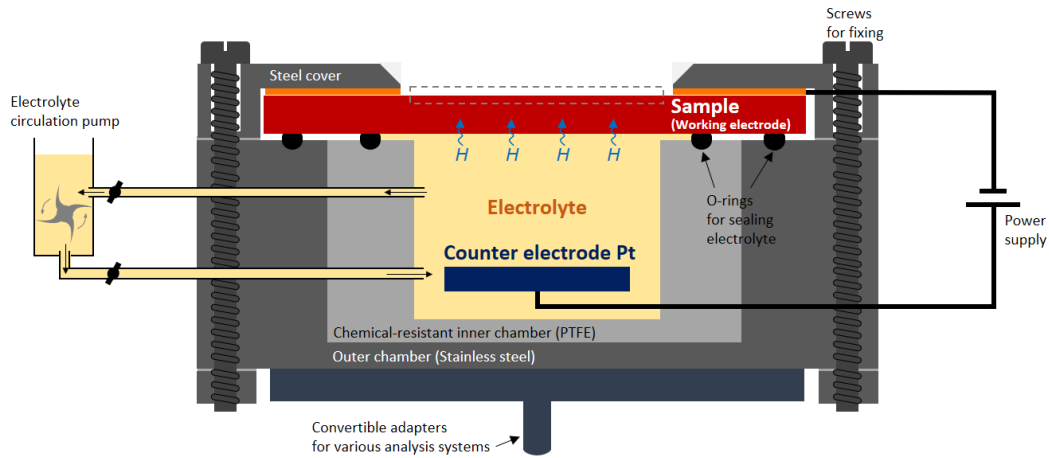 Screws
for fixing
Steel cover
Electrolyte
circulation pump
Sample
(Working electrode)
H H H H
O-rings
for sealing
electrolyte
Electrolyte
Power
supply
Counter electrode Pt
Chemical-resistant inner chamber (PTFE)
Outer chamber (Stainless steel)
Convertible adapters
for various analysis systems